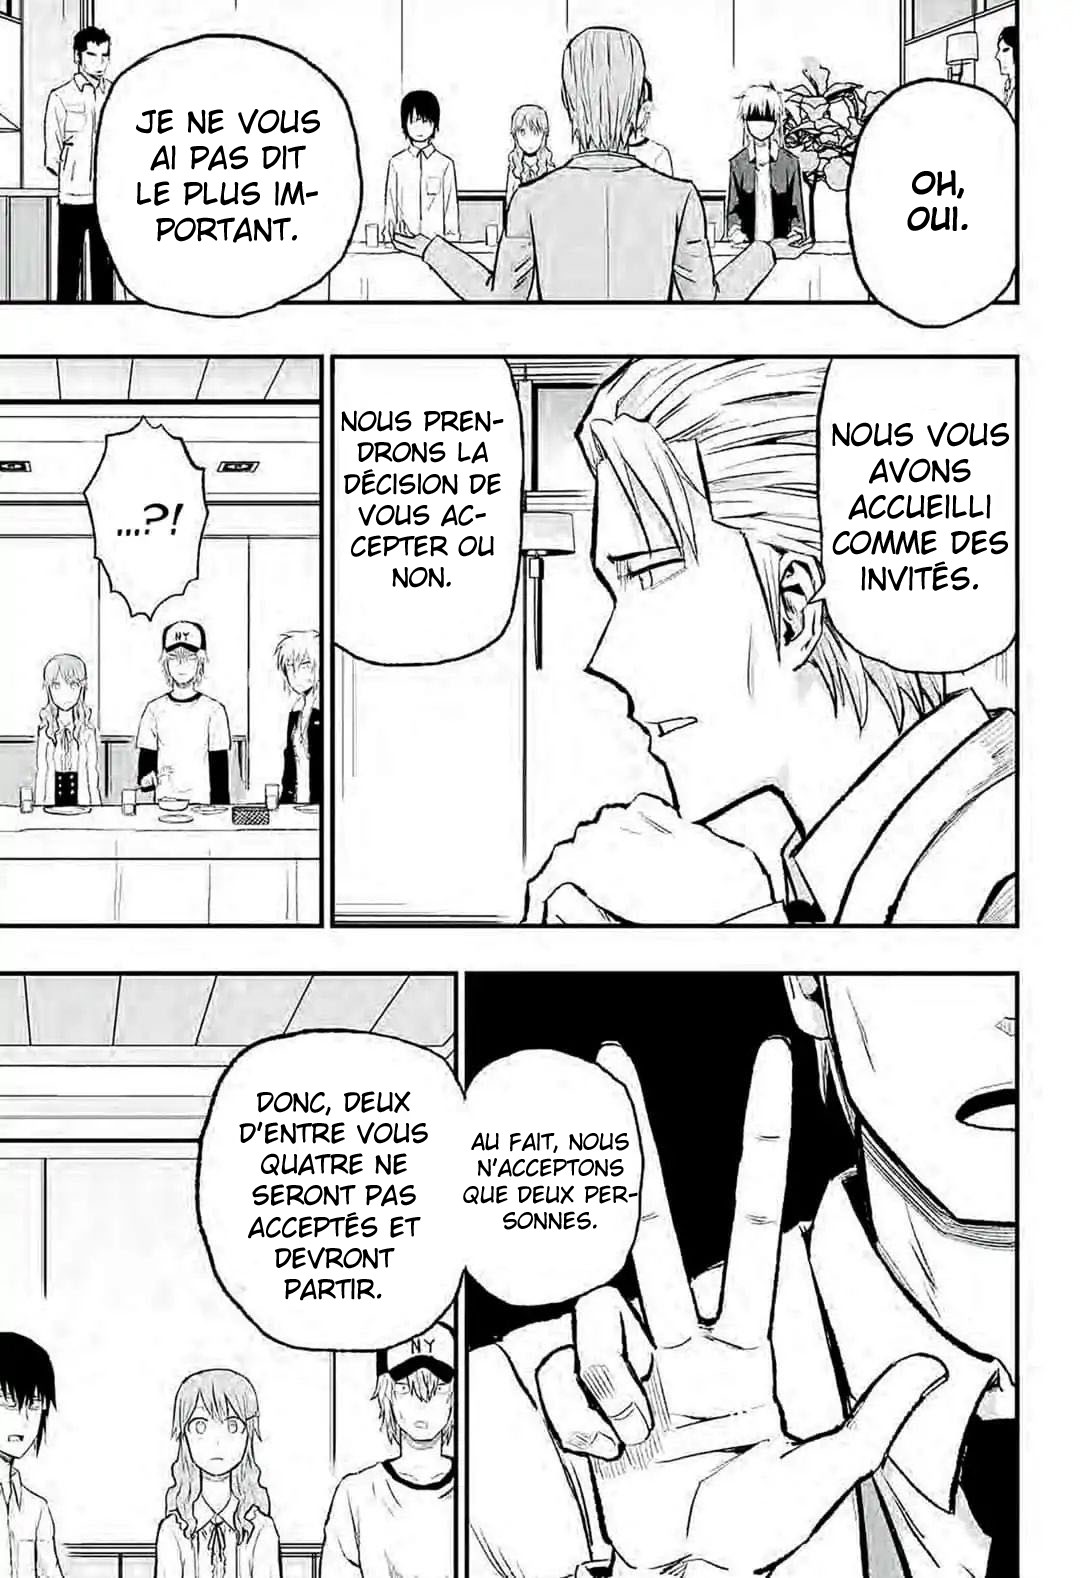 OH,
OUI.
JE NE VOUS
AI PAS DIT
LE PLUS IM-
PORTANT.
NOUS VOUS
AVONS
ACCUEILLI
COMME DES
INVITÉS.
NOUS PREN-
DRONS LA
DÉCISION DE
VOUS AC-
CEPTER OU
NON.
...?!
NY
AU FAIT, NOUS
N'ACCEPTONS
QUE DEUX PER-
SONNES.
DONC, DEUX
D'ENTRE VOUS
QUATRE NE
SERONT PAS
ACCEPTÉS ET
DEVRONT
PARTIR.
NY